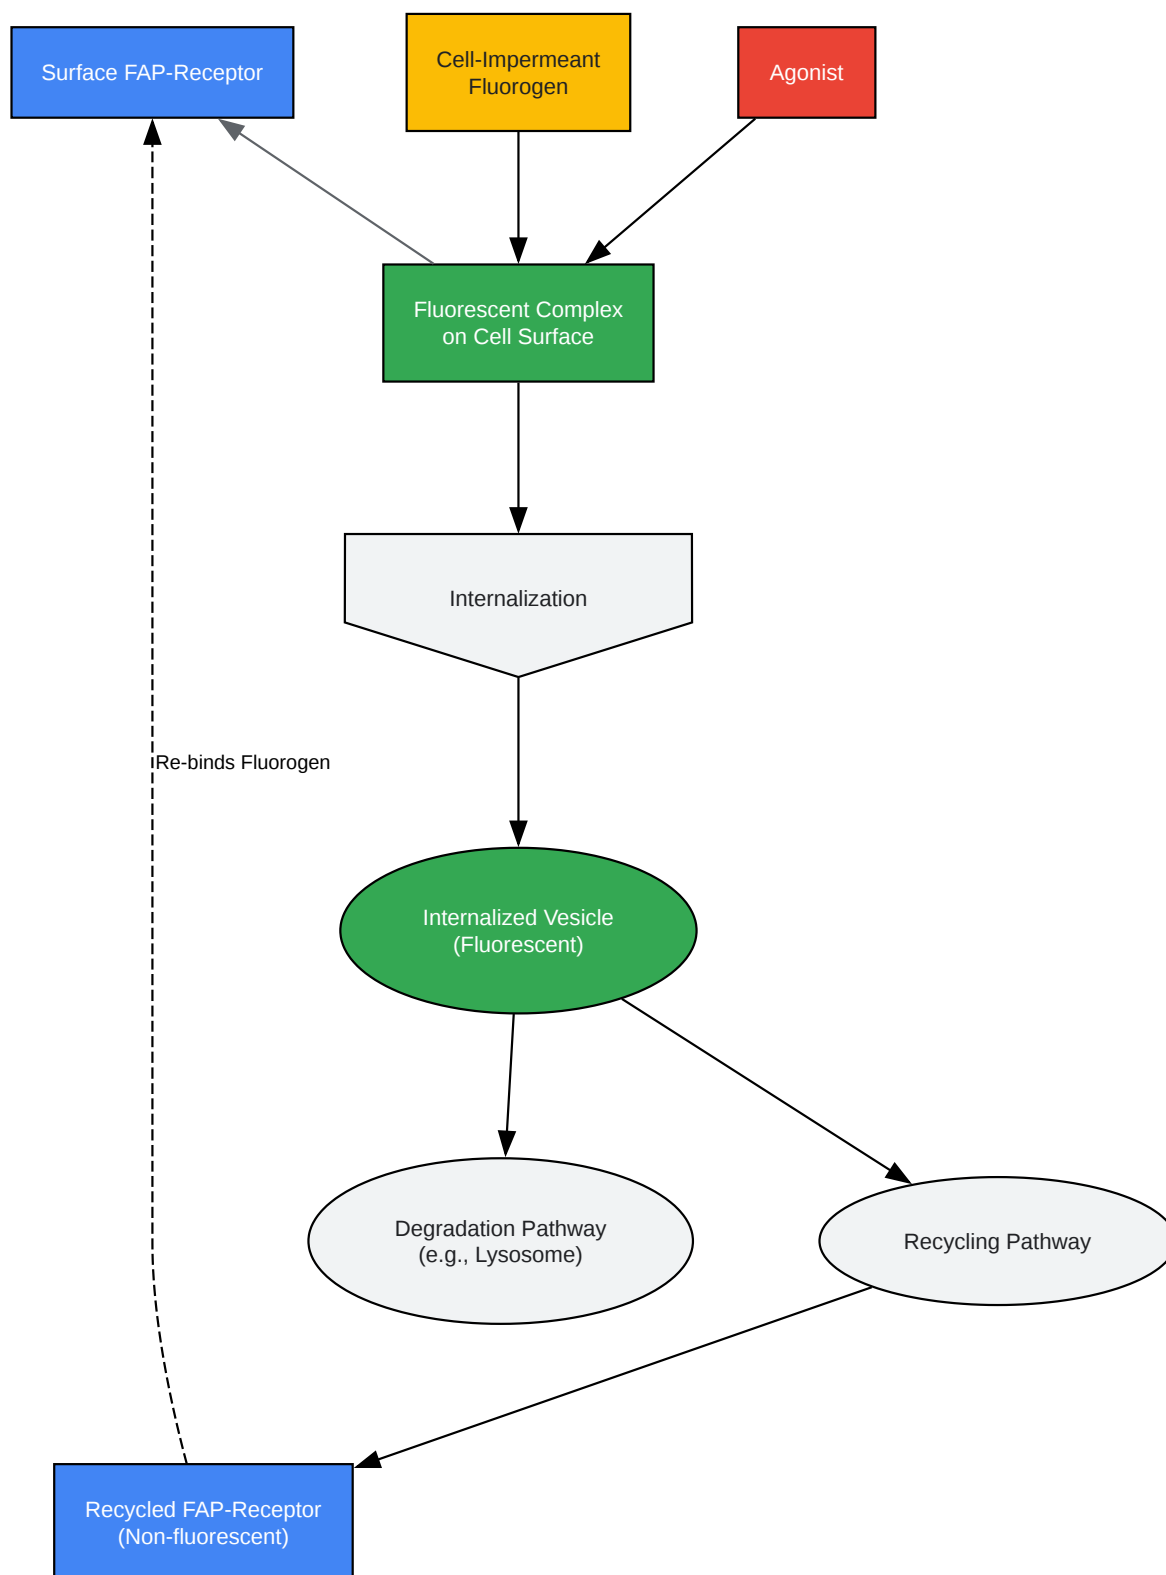 Surface FAP-Receptor
Cell-Impermeant
Fluorogen
Agonist
Fluorescent Complex
on Cell Surface
Internalization
Re-binds Fluorogen
Internalized Vesicle
(Fluorescent)
Degradation Pathway
(e.g., Lysosome)
Recycling Pathway
Recycled FAP-Receptor
(Non-fluorescent)